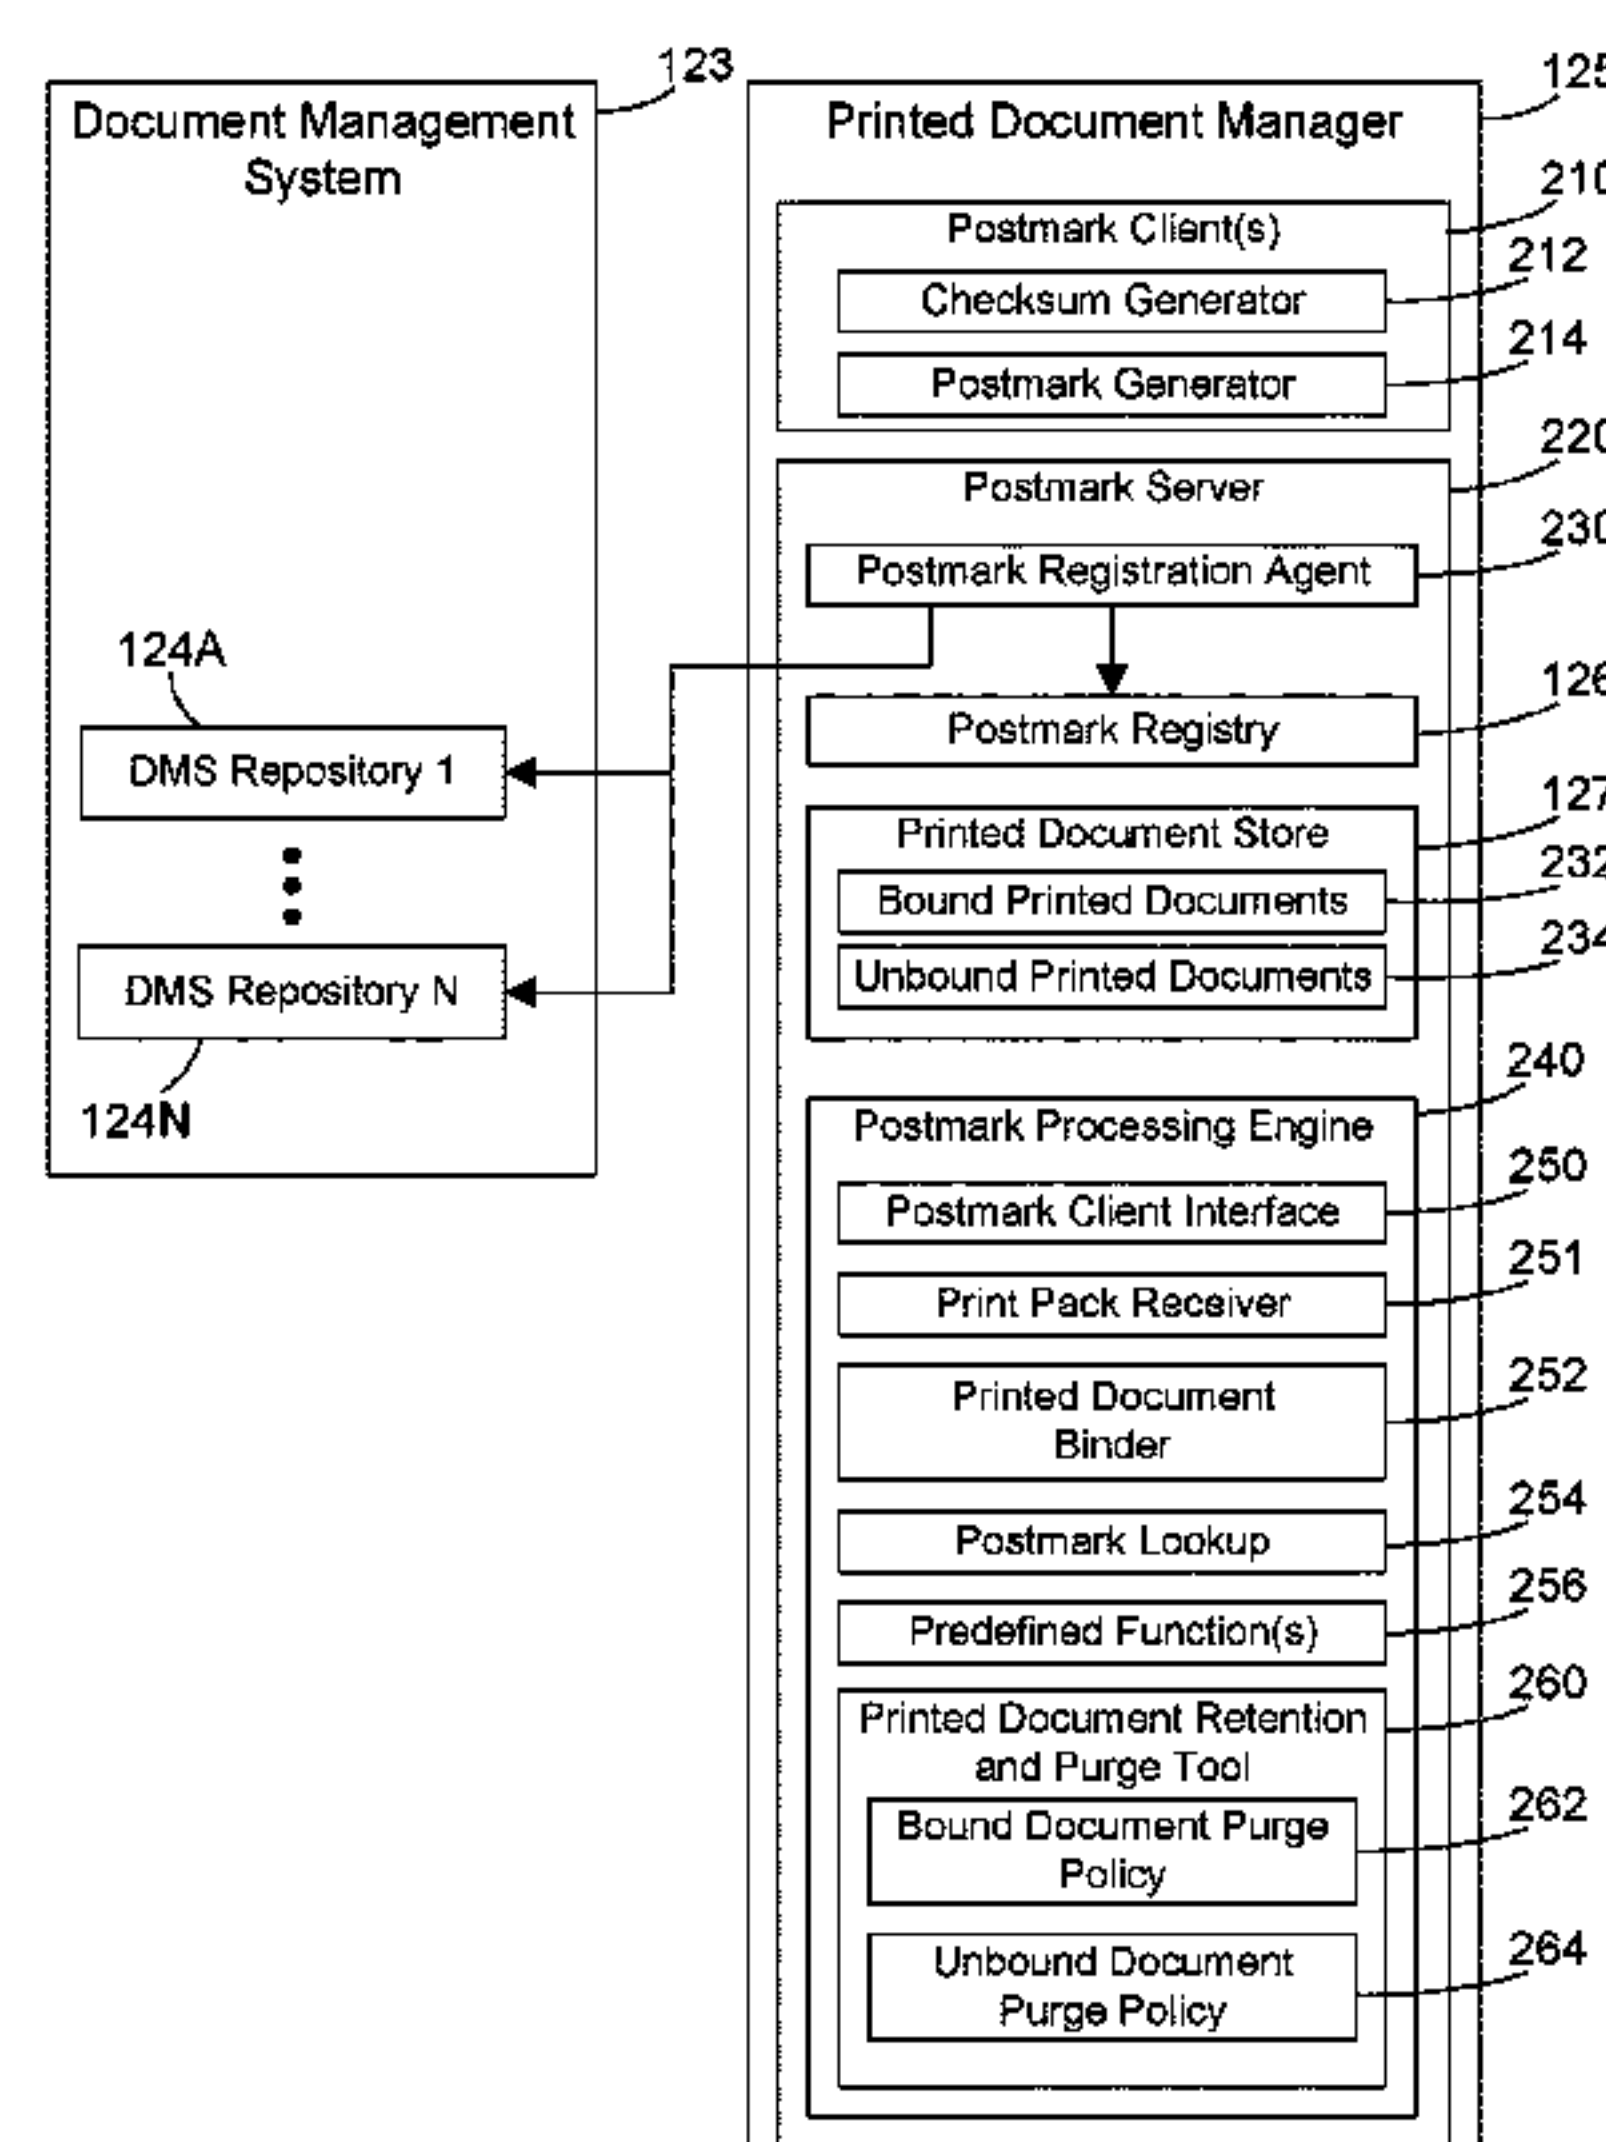 123
Document Management
System
124A
DMS Repository 1
DMS Repository N
124N
125
Printed Document Manager
210
Postmark Client(s)
212
Checksum Generator
214
Postmark Generator
220
Postmark Server
230
Postmark Registration Agent
126
Postmark Registry
127
Printed Document Store
232
Bound Printed Documents
234
Unbound Printed Documents
240
Postmark Processing Engine
250
Postmark Client Interface
251
Print Pack Receiver
252
Printed Document
Binder
254
Postmark Lookup
256
Predefined Function(s)
260
Printed Document Retention
and Purge Tool
262
Bound Document Purge
Policy
264
Unbound Document
Purge Policy